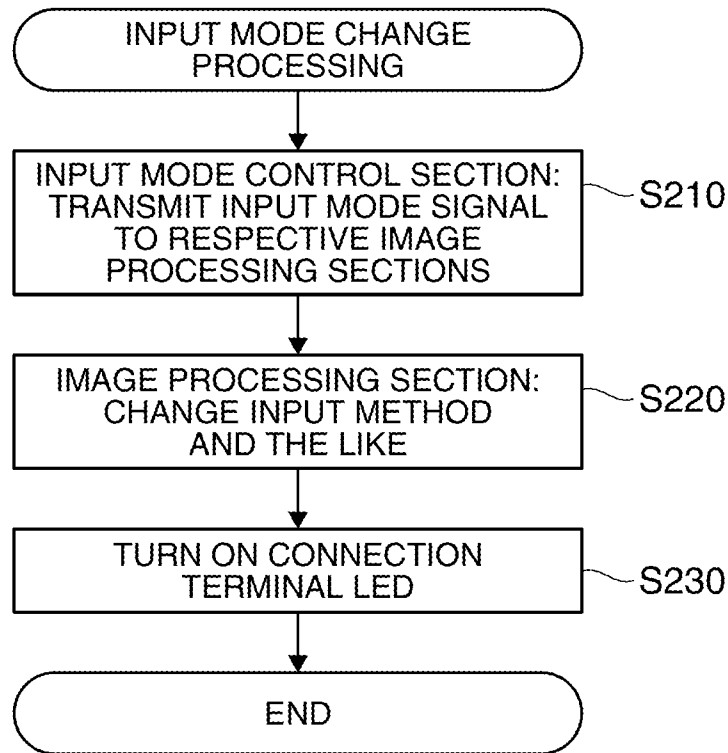 INPUT MODE CHANGE
PROCESSING
INPUT MODE CONTROL SECTION:
TRANSMIT INPUT MODE SIGNAL
TO RESPECTIVE IMAGE
PROCESSING SECTIONS
S210
IMAGE PROCESSING SECTION:
CHANGE INPUT METHOD
AND THE LIKE
S220
TURN ON CONNECTION
TERMINAL LED
S230
END